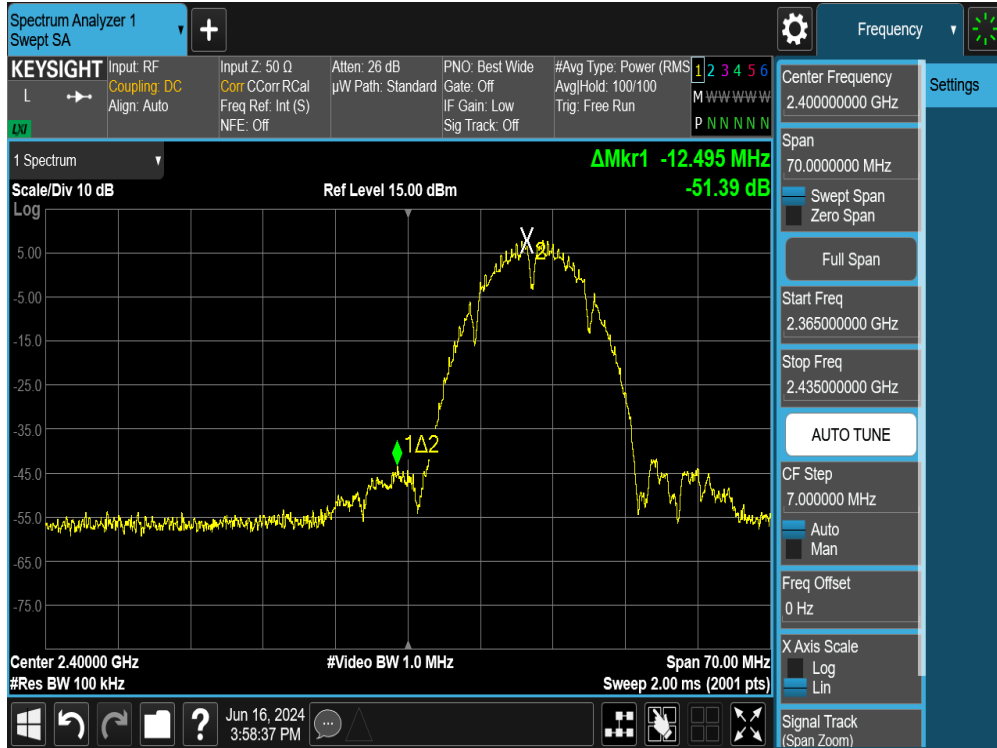 Spectrum Analyzer 1
Swept SA
Frequency
KEYSIGHT
L
LXI
Input: RF
Coupling: DC
Align: Auto
Input Z: 50 Ω
Corr CCorr RCal
Freq Ref: Int (S)
NFE: Off
Atten: 26 dB
µW Path: Standard
PNO: Best Wide
Gate: Off
IF Gain: Low
Sig Track: Off
#Avg Type: Power (RMS
Avg|Hold: 100/100
Trig: Free Run
1 2 3 4 5 6
M W W W W W
P N N N N N
1 Spectrum
ΔMkr1 -12.495 MHz
-51.39 dB
Scale/Div 10 dB
Ref Level 15.00 dBm
Log
5.00
-5.00
-15.0
-25.0
-35.0
-45.0
-55.0
-65.0
-75.0
X
2
1Δ2
Center 2.40000 GHz
#Video BW 1.0 MHz
Span 70.00 MHz
#Res BW 100 kHz
Sweep 2.00 ms (2001 pts)
Settings
Center Frequency
2.400000000 GHz
Span
70.0000000 MHz
Swept Span
Zero Span
Full Span
Start Freq
2.365000000 GHz
Stop Freq
2.435000000 GHz
AUTO TUNE
CF Step
7.000000 MHz
Auto
Man
Freq Offset
0 Hz
X Axis Scale
Log
Lin
Signal Track
(Span Zoom)
?
Jun 16, 2024
3:58:37 PM